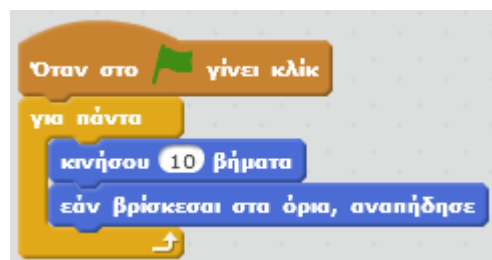 Όταν στο γίνει κλίκ
για πάντα
κινήσου 10 βήματα
εάν βρίσκεσαι στα όρια, αναπήδησε